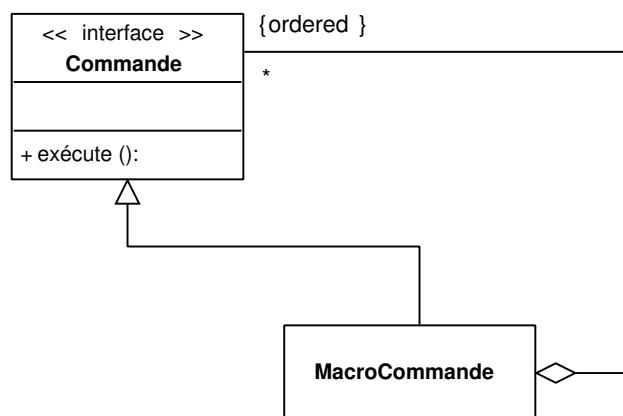 << interface >>
{ordered }
Commande
*
+ exécute ():
MacroCommande